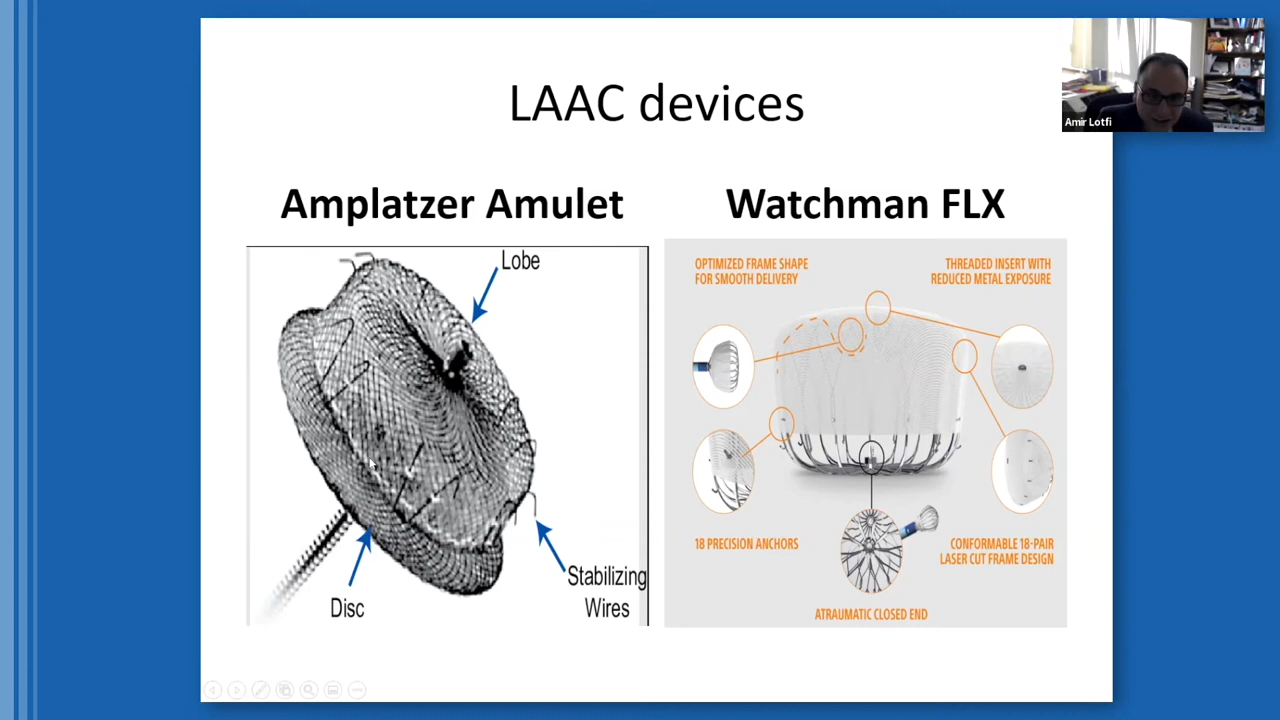 LAAC devices
Amir Lotfi
Amplatzer Amulet
Lobe
Disc
Stabilizing
Wires
Watchman FLX
OPTIMIZED FRAME SHAPE
FOR SMOOTH DELIVERY
THREADED INSERT WITH
REDUCED METAL EXPOSURE
18 PRECISION ANCHORS
CONFORMABLE 18-PAIR
LASER CUT FRAME DESIGN
ATRAUMATIC CLOSED END